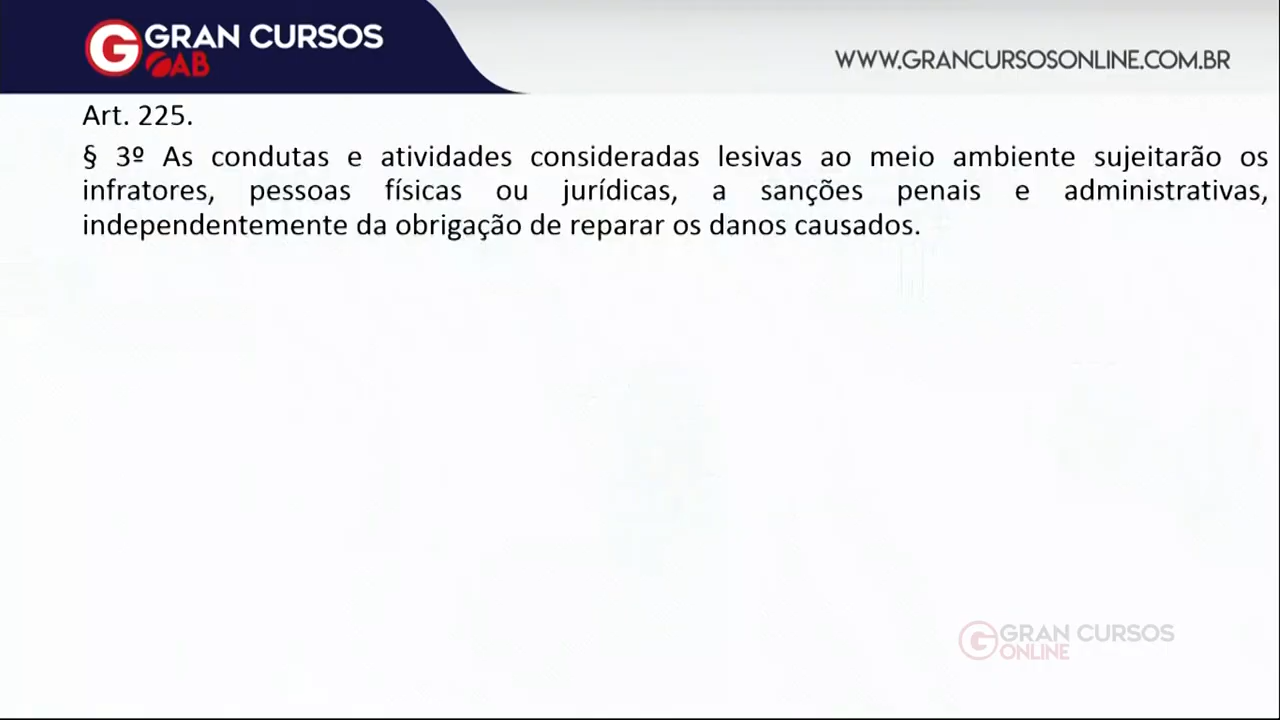 GRAN CURSOS
OAB
WWW.GRANCURSOSONLINE.COM.BR
Art. 225.
§ 3º As condutas e atividades consideradas lesivas ao meio ambiente sujeitarão os
infratores, pessoas físicas ou jurídicas, a sanções penais e administrativas,
independentemente da obrigação de reparar os danos causados.
GRAN CURSOS
ONLINE